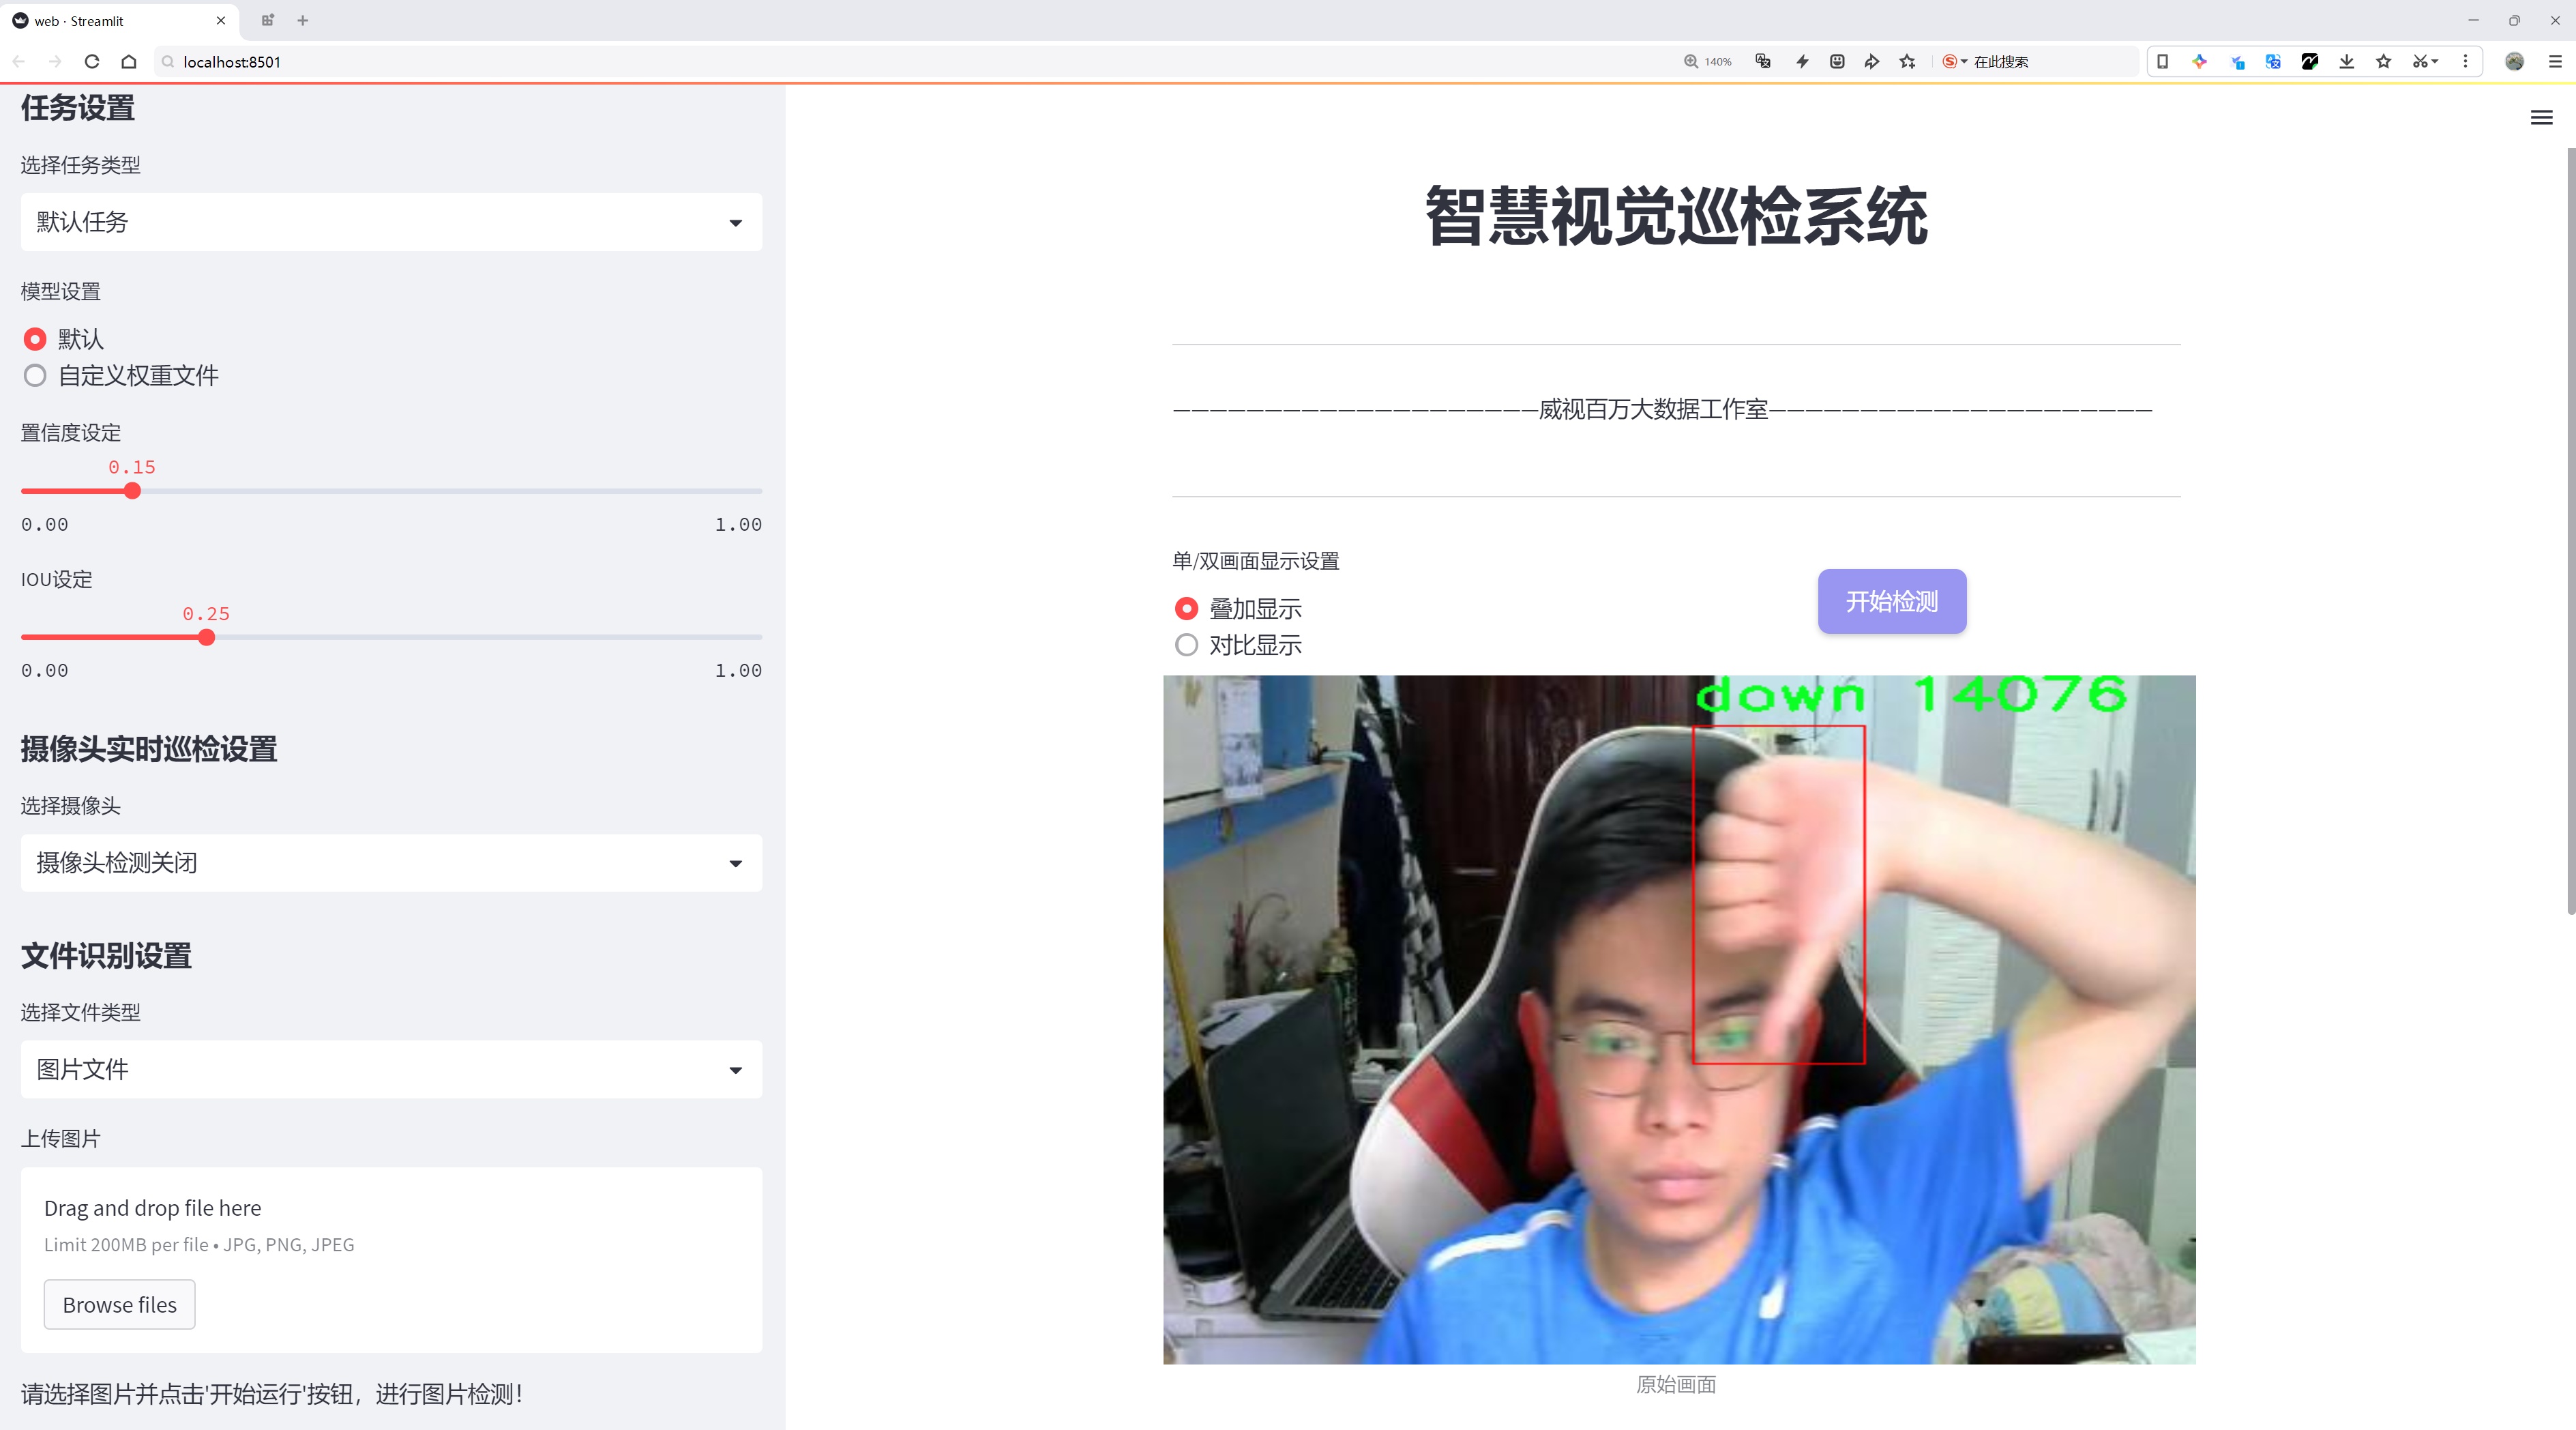 web · Streamlit
localhost:8501
140%
在此搜索
任务设置
选择任务类型
默认任务
模型设置
默认
自定义权重文件
置信度设定
0.15
0.00 1.00
IOU设定
0.25
0.00 1.00
摄像头实时巡检设置
选择摄像头
摄像头检测关闭
文件识别设置
选择文件类型
图片文件
上传图片
Drag and drop file here
Limit 200MB per file • JPG, PNG, JPEG
Browse files
请选择图片并点击'开始运行'按钮，进行图片检测！
智慧视觉巡检系统
————————————————————威视百万大数据工作室—————————————————————
单/双画面显示设置
叠加显示
对比显示
开始检测
down 14076
原始画面